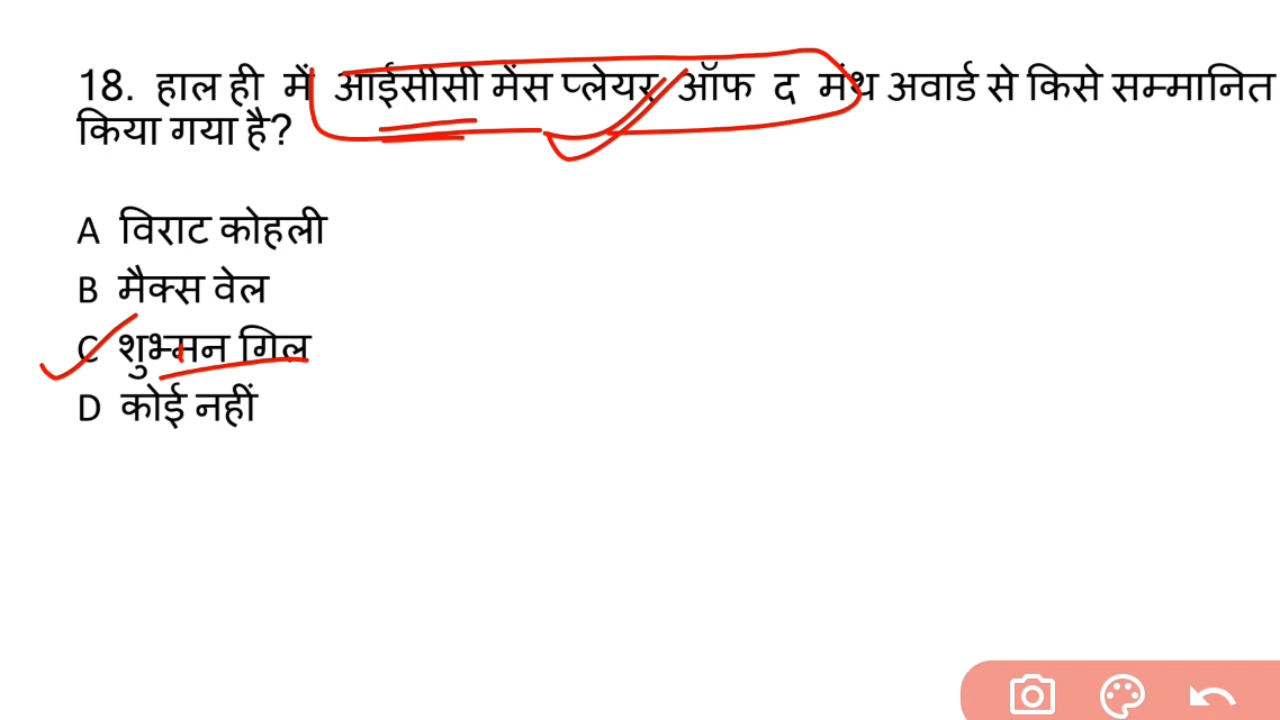 18. हाल ही में आईसीसी मेंस प्लेयर ऑफ द मंथ अवार्ड से किसे सम्मानित
किया गया है?
A विराट कोहली
B मैक्स वेल
C शुभ्मन गिल
D कोई नहीं